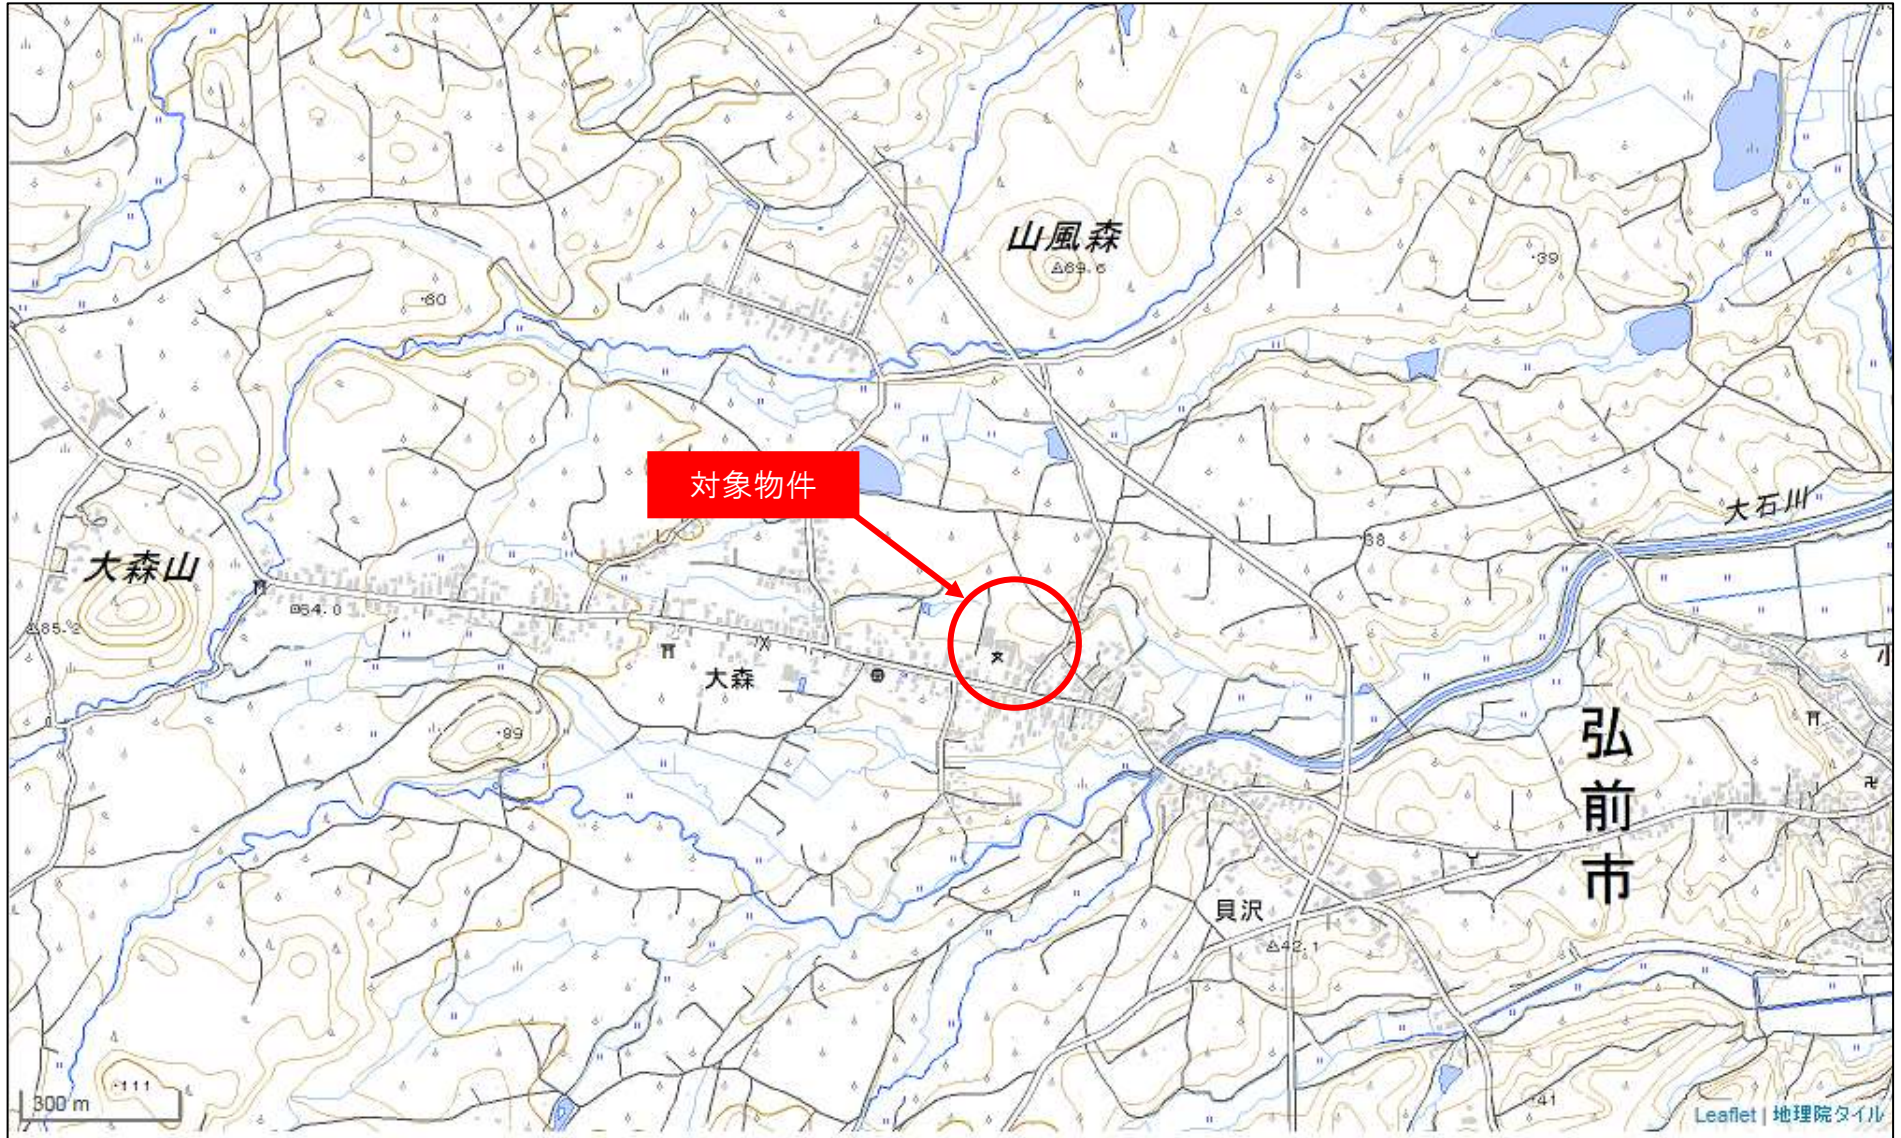 山風森
69.6
・39
・60
対象物件
大石川
38
大森山
64.0
85.2
大森
弘前市
小
・99
貝沢
42.1
・111
300 m
・41
Leaflet | 地理院タイル